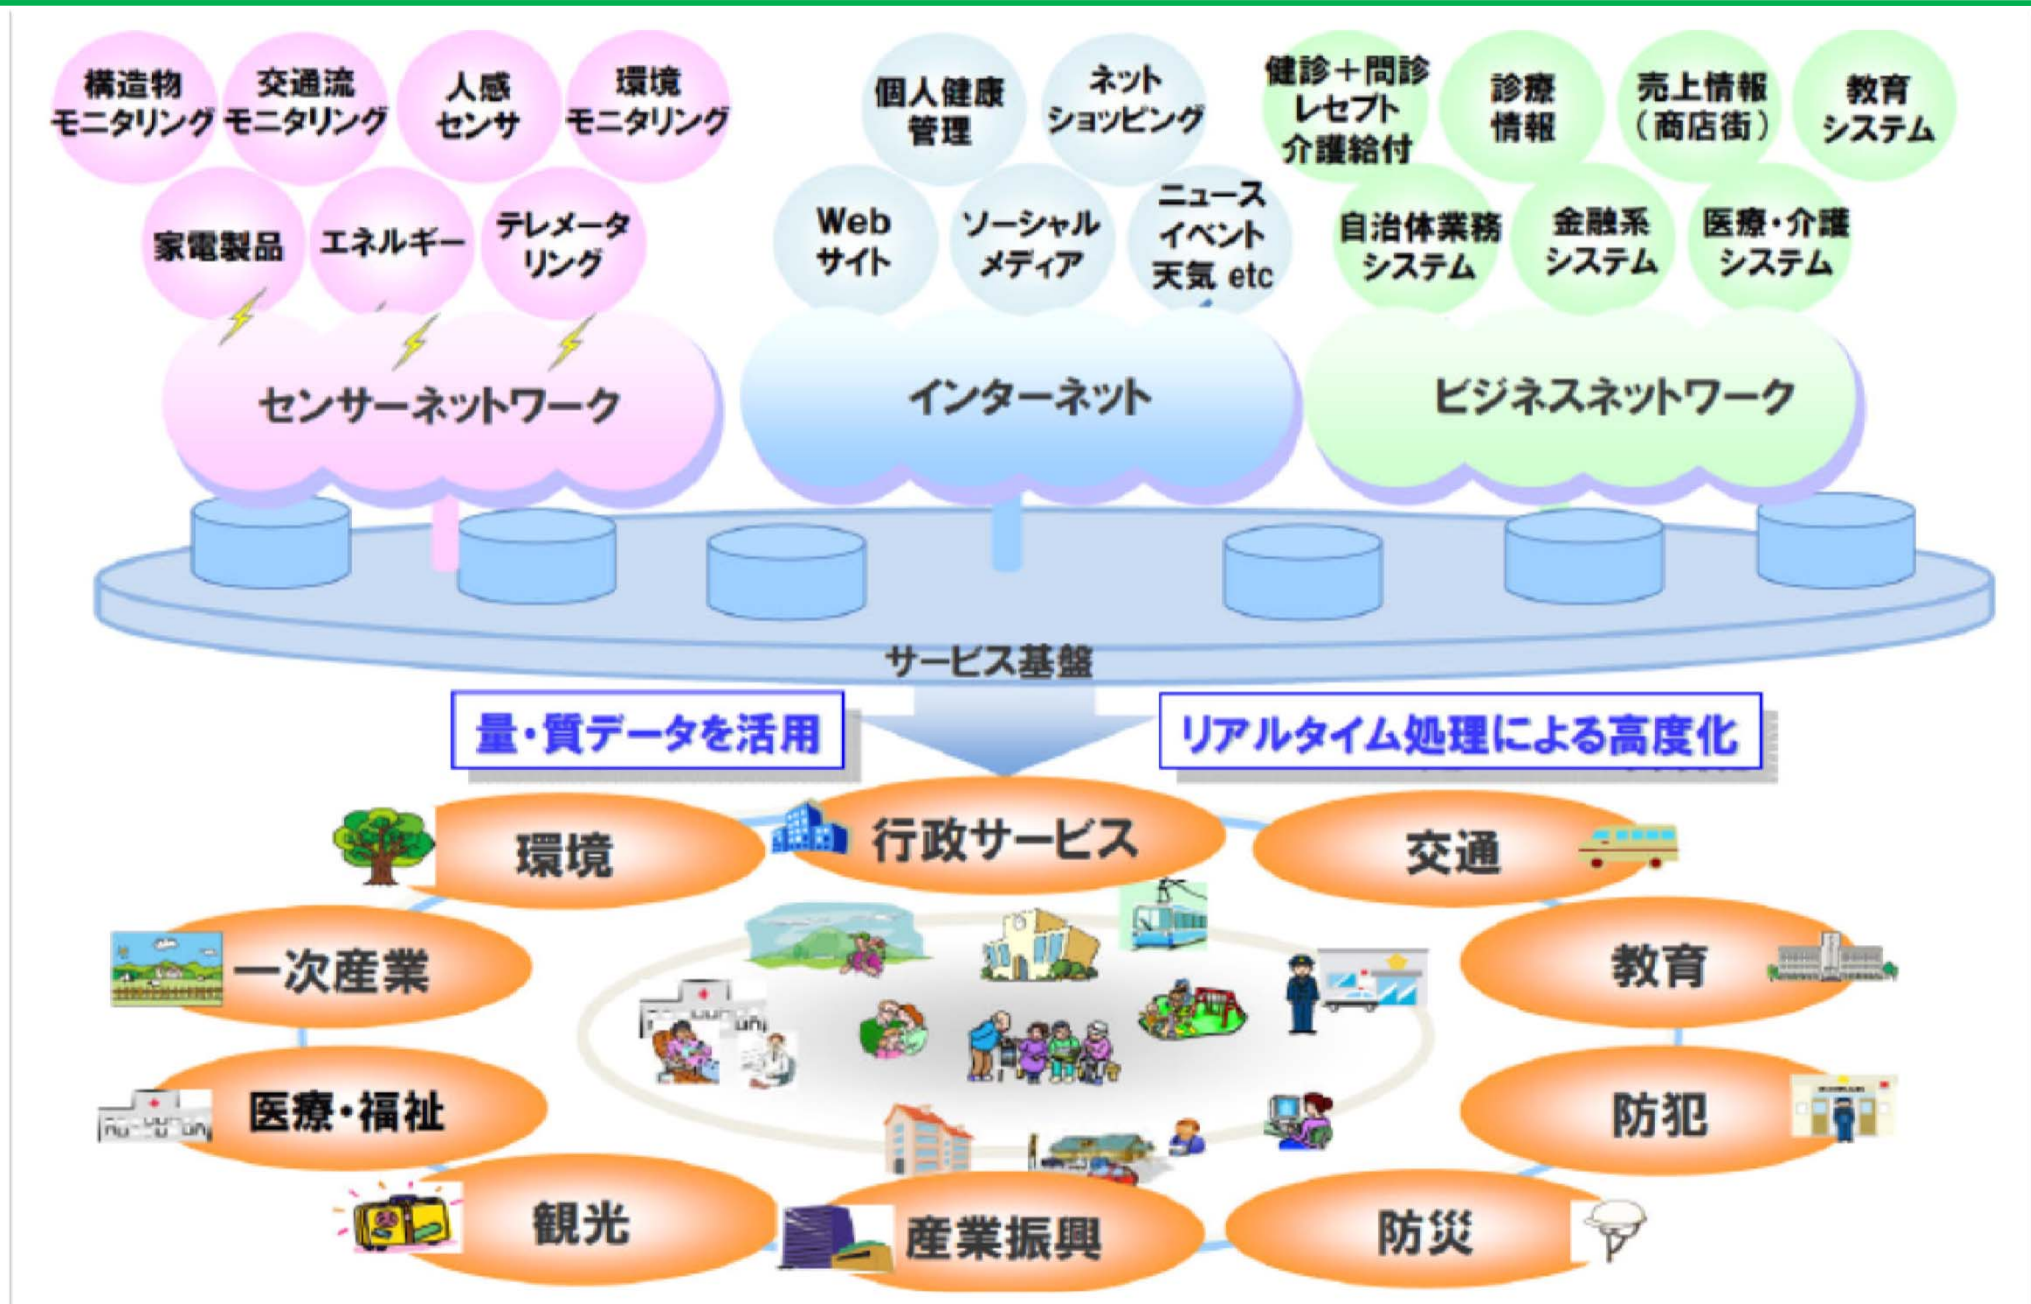 構造物
モニタリング
交通流
モニタリング
人感
センサ
環境
モニタリング
家電製品
エネルギー
テレメータ
リング
センサーネットワーク
個人健康
管理
ネット
ショッピング
Web
サイト
ソーシャル
メディア
ニュース
イベント
天気 etc
インターネット
健診＋問診
レセプト
介護給付
診療
情報
売上情報
（商店街）
教育
システム
自治体業務
システム
金融系
システム
医療・介護
システム
ビジネスネットワーク
サービス基盤
量・質データを活用
リアルタイム処理による高度化
環境
行政サービス
交通
一次産業
教育
医療・福祉
防犯
観光
産業振興
防災